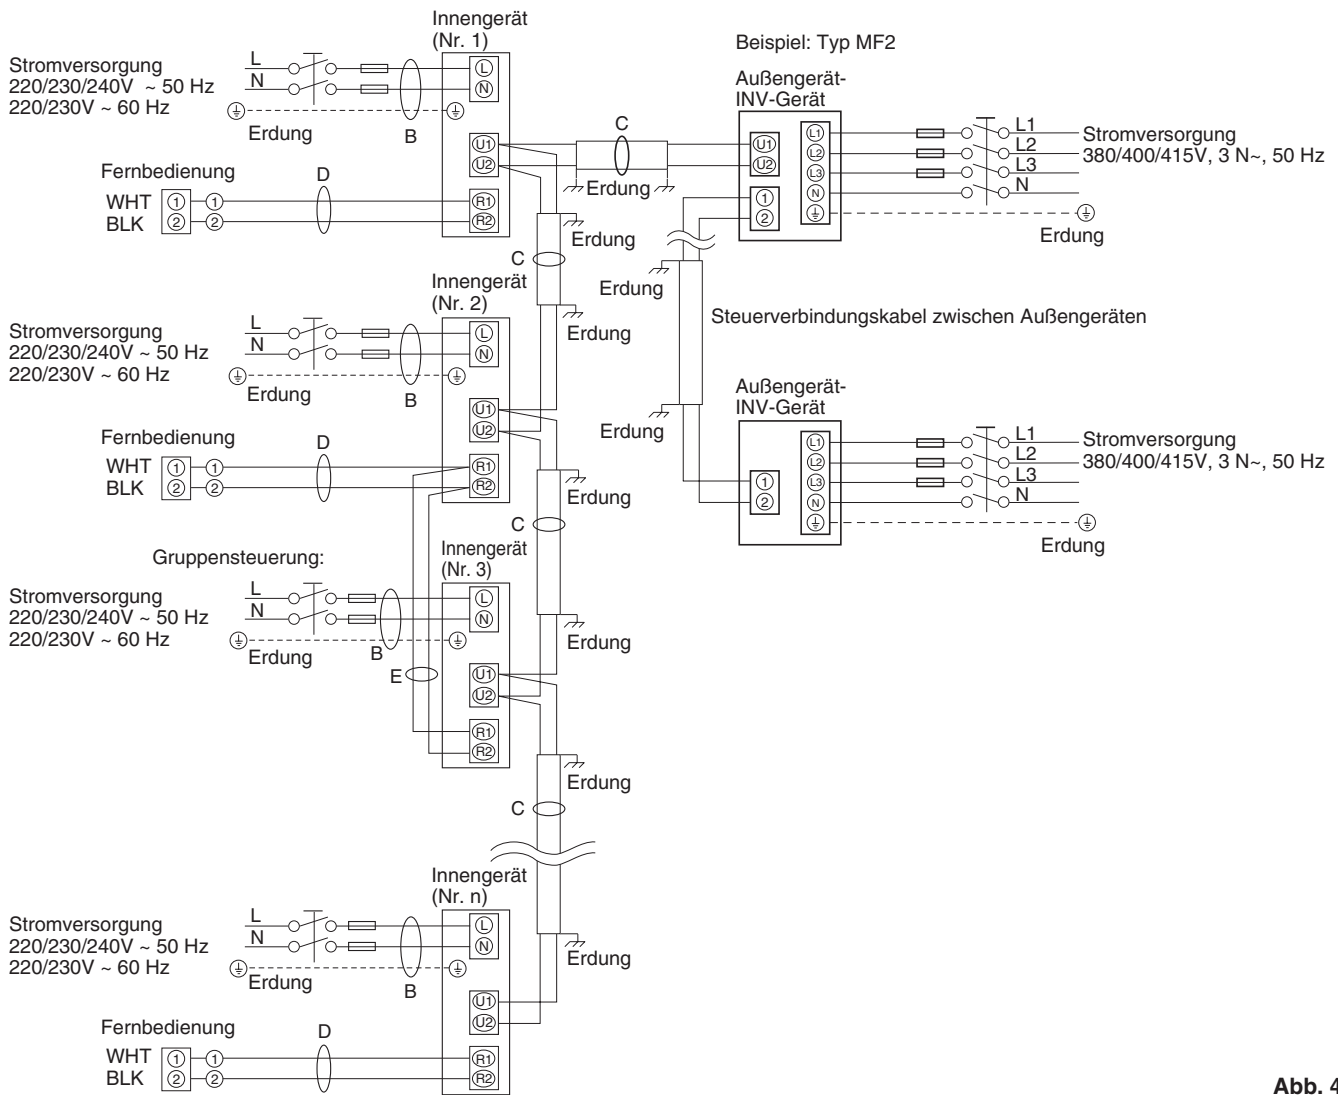 Innengerät
(Nr. 1)
Beispiel: Typ MF2
Stromversorgung
220/230/240V ~ 50 Hz
220/230V ~ 60 Hz
L
N
Erdung
B
L
N
U1
U2
R1
R2
Fernbedienung
WHT
BLK
1
2
1
2
D
C
Erdung
Außengerät-
INV-Gerät
U1
U2
1
2
L1
L2
L3
N
L1
L2
L3
N
Stromversorgung
380/400/415V, 3 N~, 50 Hz
Erdung
Erdung
C
Erdung
Erdung
Steuerverbindungskabel zwischen Außengeräten
Erdung
Innengerät
(Nr. 2)
Stromversorgung
220/230/240V ~ 50 Hz
220/230V ~ 60 Hz
L
N
Erdung
B
L
N
U1
U2
R1
R2
Fernbedienung
WHT
BLK
1
2
1
2
D
Erdung
C
Außengerät-
INV-Gerät
1
2
L1
L2
L3
N
L1
L2
L3
N
Stromversorgung
380/400/415V, 3 N~, 50 Hz
Erdung
Gruppensteuerung:
Innengerät
(Nr. 3)
Stromversorgung
220/230/240V ~ 50 Hz
220/230V ~ 60 Hz
L
N
Erdung
B
E
L
N
U1
U2
R1
R2
Erdung
Erdung
C
Innengerät
(Nr. n)
Stromversorgung
220/230/240V ~ 50 Hz
220/230V ~ 60 Hz
L
N
Erdung
B
L
N
U1
U2
R1
R2
Erdung
Fernbedienung
WHT
BLK
1
2
1
2
D
Abb. 4